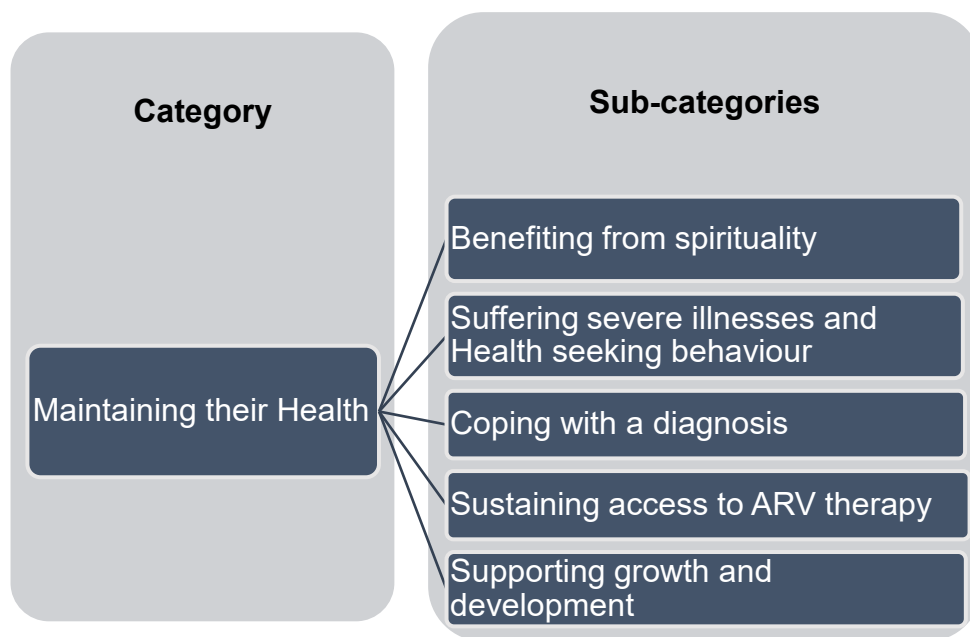 Category
Maintaining their Health
Sub-categories
Benefiting from spirituality
Suffering severe illnesses and
Health seeking behaviour
Coping with a diagnosis
Sustaining access to ARV therapy
Supporting growth and
development